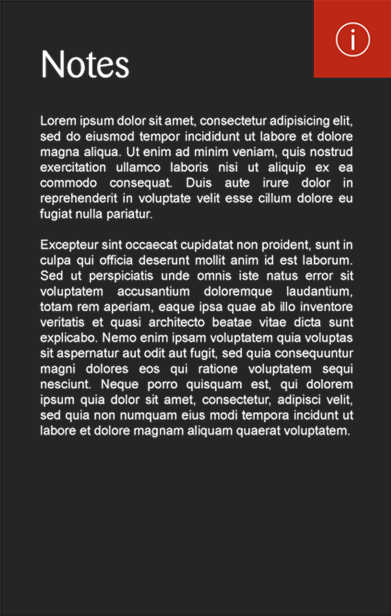 Notes
Lorem ipsum dolor sit amet, consectetur adipisicing elit,
sed do eiusmod tempor incididunt ut labore et dolore
magna aliqua. Ut enim ad minim veniam, quis nostrud
exercitation ullamco laboris nisi ut aliquip ex ea
commodo consequat. Duis aute irure dolor in
reprehenderit in voluptate velit esse cillum dolore eu
fugiat nulla pariatur.
Excepteur sint occaecat cupidatat non proident, sunt in
culpa qui officia deserunt mollit anim id est laborum.
Sed ut perspiciatis unde omnis iste natus error sit
voluptatem accusantium doloremque laudantium,
totam rem aperiam, eaque ipsa quae ab illo inventore
veritatis et quasi architecto beatae vitae dicta sunt
explicabo. Nemo enim ipsam voluptatem quia voluptas
sit aspernatur aut odit aut fugit, sed quia consequuntur
magni dolores eos qui ratione voluptatem sequi
nesciunt. Neque porro quisquam est, qui dolorem
ipsum quia dolor sit amet, consectetur, adipisci velit,
sed quia non numquam eius modi tempora incidunt ut
labore et dolore magnam aliquam quaerat voluptatem.